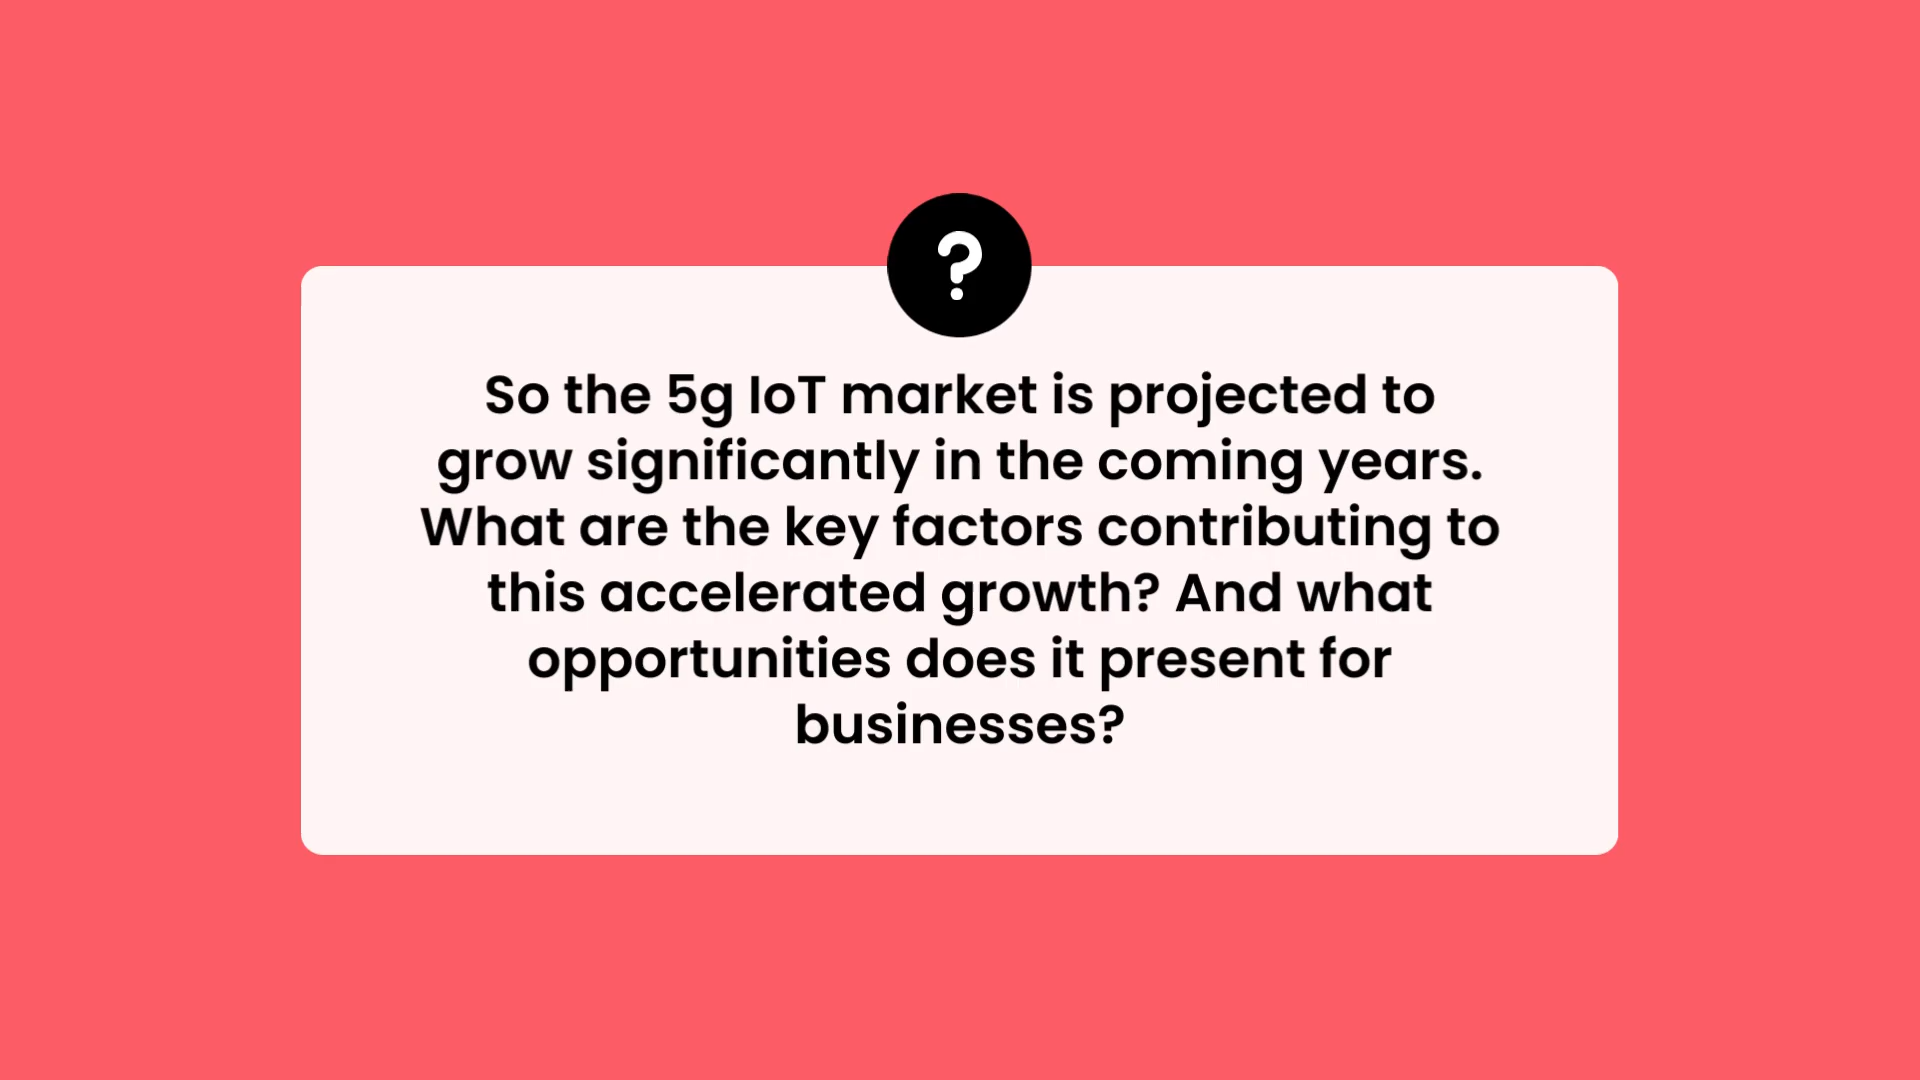 ?
So the 5g IoT market is projected to
grow significantly in the coming years.
What are the key factors contributing to
this accelerated growth? And what
opportunities does it present for
businesses?